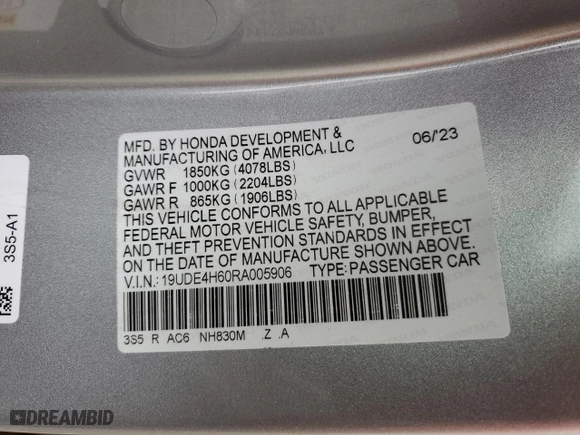 MFD. BY HONDA DEVELOPMENT &
MANUFACTURING OF AMERICA, LLC 06/'23
GVWR 1850KG (4078LBS)
GAWR F 1000KG (2204LBS)
GAWR R 865KG (1906LBS)
THIS VEHICLE CONFORMS TO ALL APPLICABLE
FEDERAL MOTOR VEHICLE SAFETY, BUMPER,
AND THEFT PREVENTION STANDARDS IN EFFECT
ON THE DATE OF MANUFACTURE SHOWN ABOVE.
V.I.N.: 19UDE4H60RA005906 TYPE: PASSENGER CAR
3S5 R AC6 NH830M .Z .A
3S5-A1
DREAMBID